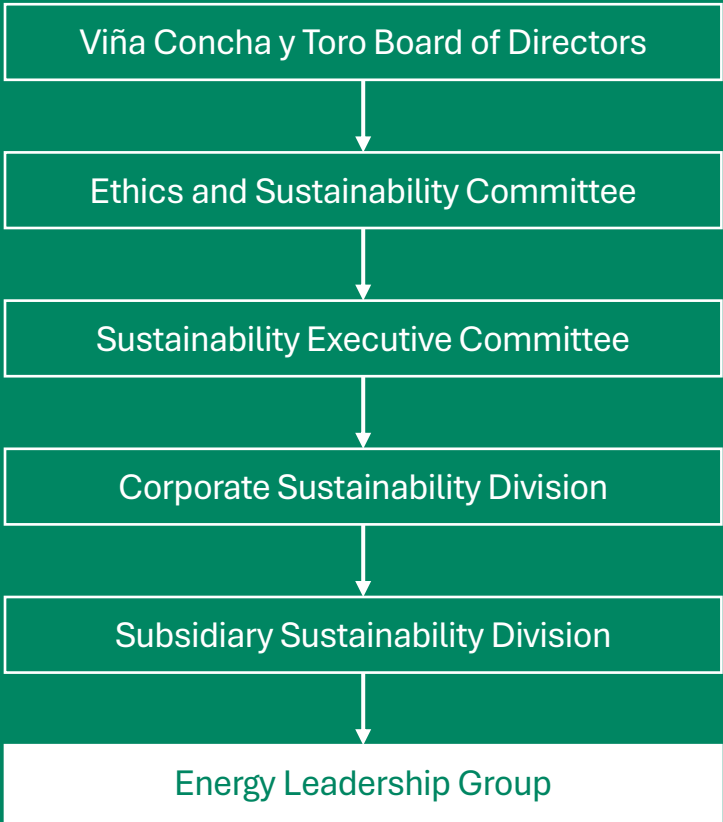 Viña Concha y Toro Board of Directors
Ethics and Sustainability Committee
Sustainability Executive Committee
Corporate Sustainability Division
Subsidiary Sustainability Division
Energy Leadership Group